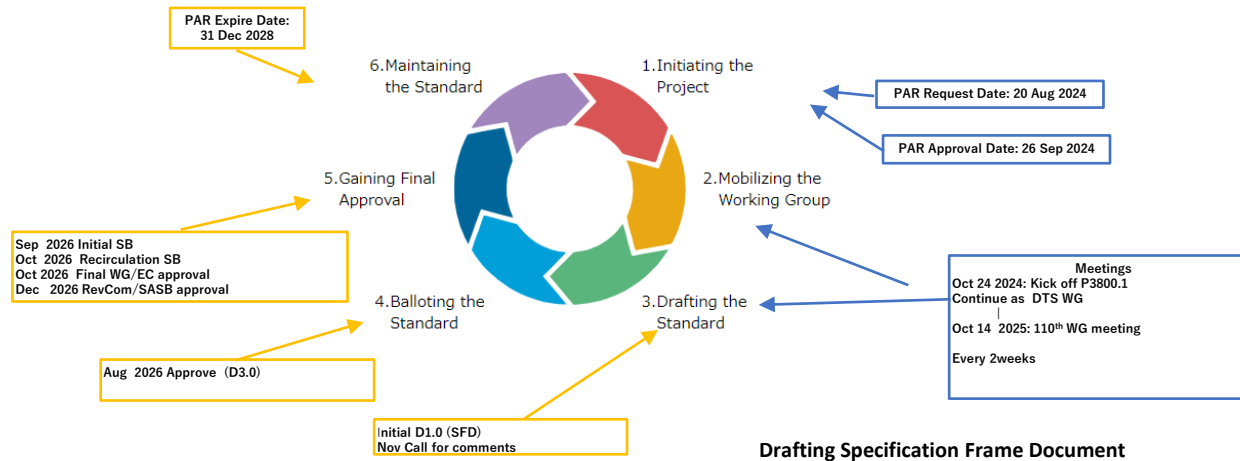 PAR Expire Date:
31 Dec 2028
6.Maintaining
the Standard
1.Initiating the
Project
PAR Request Date: 20 Aug 2024
PAR Approval Date: 26 Sep 2024
5.Gaining Final
Approval
2.Mobilizing the
Working Group
Sep 2026 Initial SB
Oct 2026 Recirculation SB
Oct 2026 Final WG/EC approval
Dec 2026 RevCom/SASB approval
Meetings
Oct 24 2024: Kick off P3800.1
Continue as DTS WG
|
Oct 14 2025: 110th WG meeting
Every 2weeks
4.Balloting the
Standard
3.Drafting the
Standard
Aug 2026 Approve (D3.0)
Initial D1.0 (SFD)
Nov Call for comments
Drafting Specification Frame Document